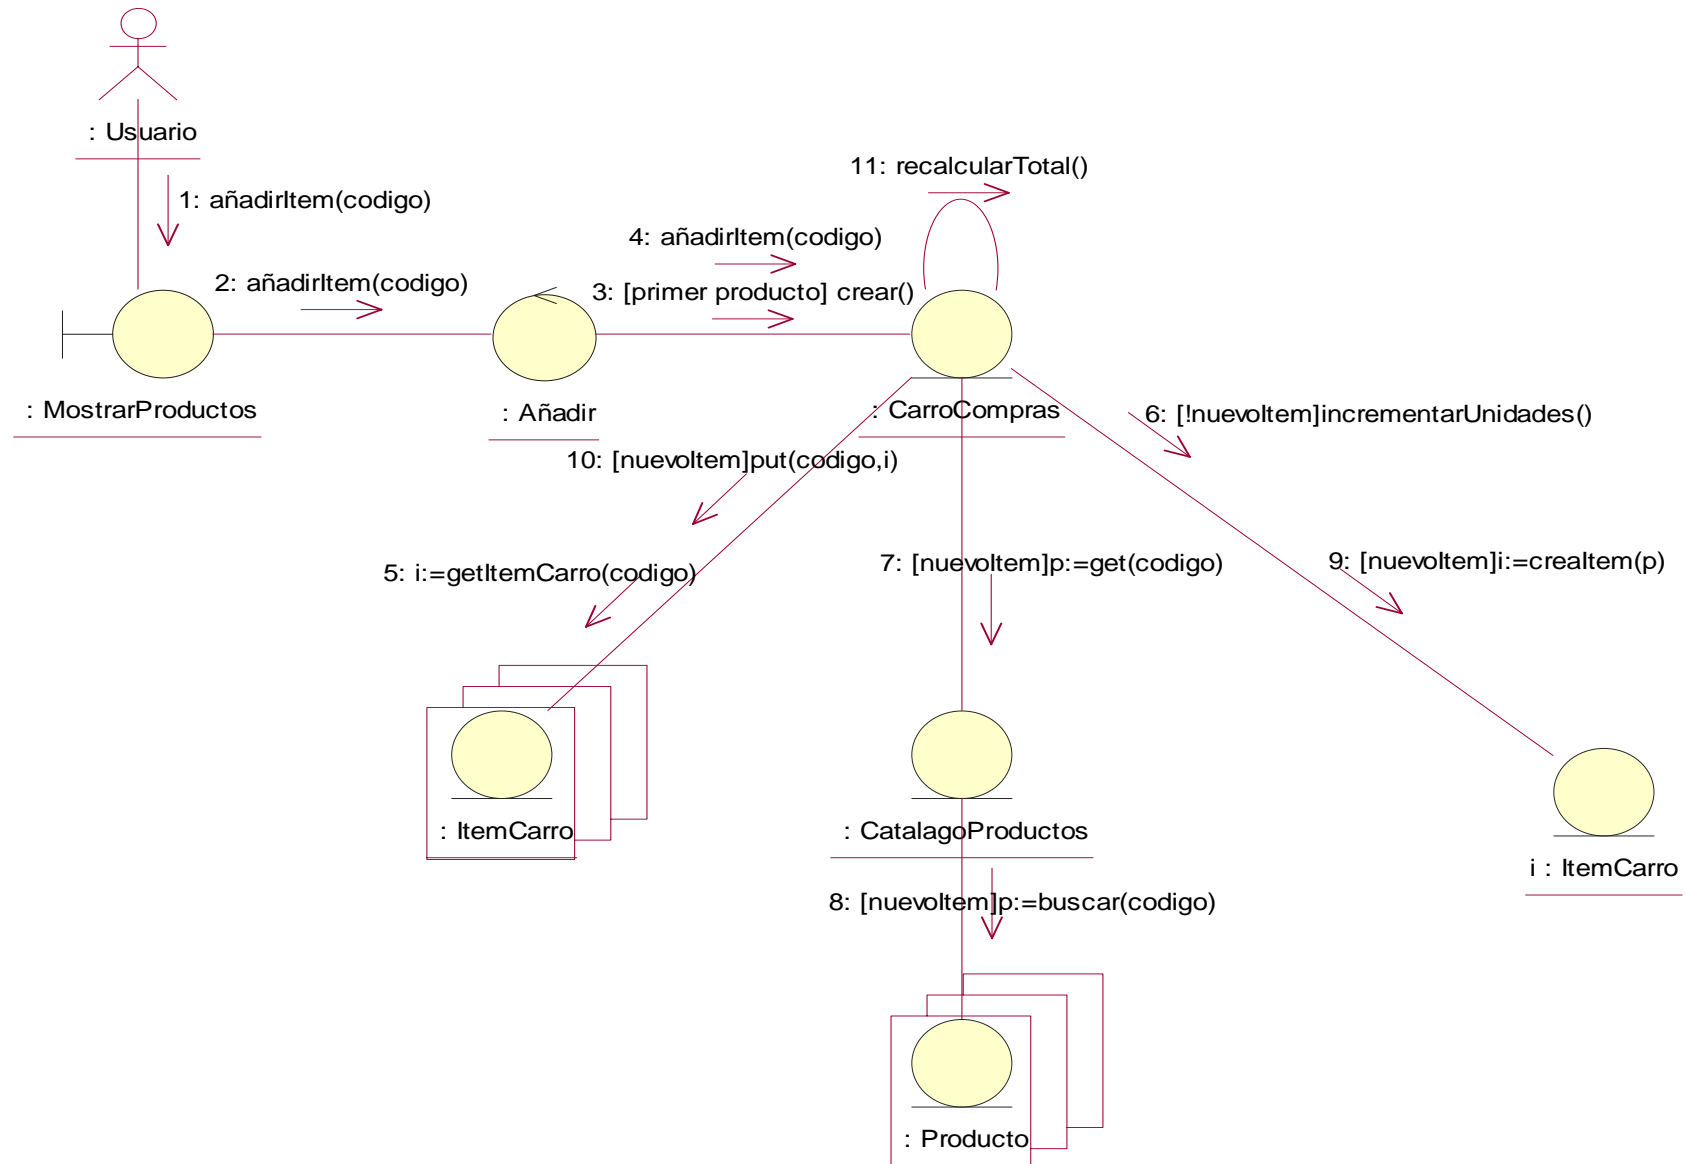 : Usuario
11: recalcularTotal()
1: añadirItem(codigo)
4: añadirItem(codigo)
2: añadirItem(codigo)
3: [primer producto] crear()
: MostrarProductos
: Añadir
: CarroCompras
6: [!nuevoItem]incrementarUnidades()
10: [nuevoItem]put(codigo,i)
5: i:=getItemCarro(codigo)
7: [nuevoItem]p:=get(codigo)
9: [nuevoItem]i:=creaItem(p)
: ItemCarro
: CatalagoProductos
i : ItemCarro
8: [nuevoItem]p:=buscar(codigo)
: Producto